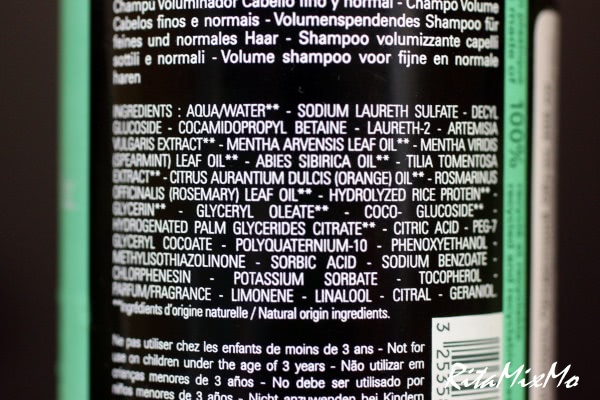 Champú Voluminador Cabello fino y normal - Champô Volume
Cabelos finos e normais - Volumenspendendes Shampoo für
feines und normales Haar - Shampoo volumizzante capelli
sottili e normali - Volume shampoo voor fijne en normale
haren
INGREDIENTS : AQUA/WATER** - SODIUM LAURETH SULFATE - DECYL
GLUCOSIDE - COCAMIDOPROPYL BETAINE - LAURETH-2 - ARTEMISIA
VULGARIS EXTRACT** - MENTHA ARVENSIS LEAF OIL** - MENTHA VIRIDIS
(SPEARMINT) LEAF OIL** - ABIES SIBIRICA OIL** - TILIA TOMENTOSA
EXTRACT** - CITRUS AURANTIUM DULCIS (ORANGE) OIL** - ROSMARINUS
OFFICINALIS (ROSEMARY) LEAF OIL** - HYDROLYZED RICE PROTEIN** -
GLYCERIN** - GLYCERYL OLEATE** - COCO- GLUCOSIDE** -
HYDROGENATED PALM GLYCERIDES CITRATE** - CITRIC ACID - PEG-7
GLYCERYL COCOATE - POLYQUATERNIUM-10 - PHENOXYETHANOL -
METHYLISOTHIAZOLINONE - SORBIC ACID - SODIUM BENZOATE -
CHLORPHENESIN - POTASSIUM SORBATE - TOCOPHEROL -
PARFUM/FRAGRANCE - LIMONENE - LINALOOL - CITRAL - GERANIOL.
**Ingrédients d'origine naturelle / Natural origin ingredients.
Ne pas utiliser chez les enfants de moins de 3 ans - Not for
use on children under the age of 3 years - Não utilizar em
crianças menores de 3 años - No debe ser utilizado por
niños menores de 3 años - Nicht anzuwenden bei Kindern
made of 100%
3 2535
RitaMixMo